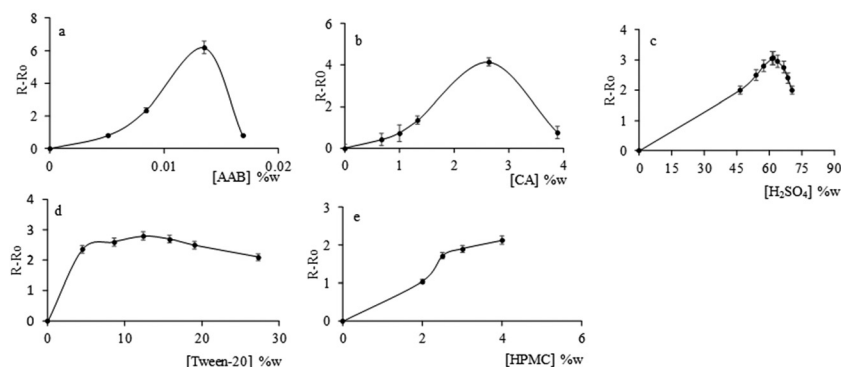 a
R-Ro
8
6
4
2
0
0 0.01 0.02
[AAB] %w
b
R-R0
6
4
2
0
0 1 2 3 4
[CA] %w
c
R-Ro
4
3
2
1
0
0 15 30 45 60 75 90
[H₂SO₄] %w
d
R-Ro
4
3
2
1
0
0 10 20 30
[Tween-20] %w
e
R-Ro
3
2
1
0
0 2 4 6
[HPMC] %w